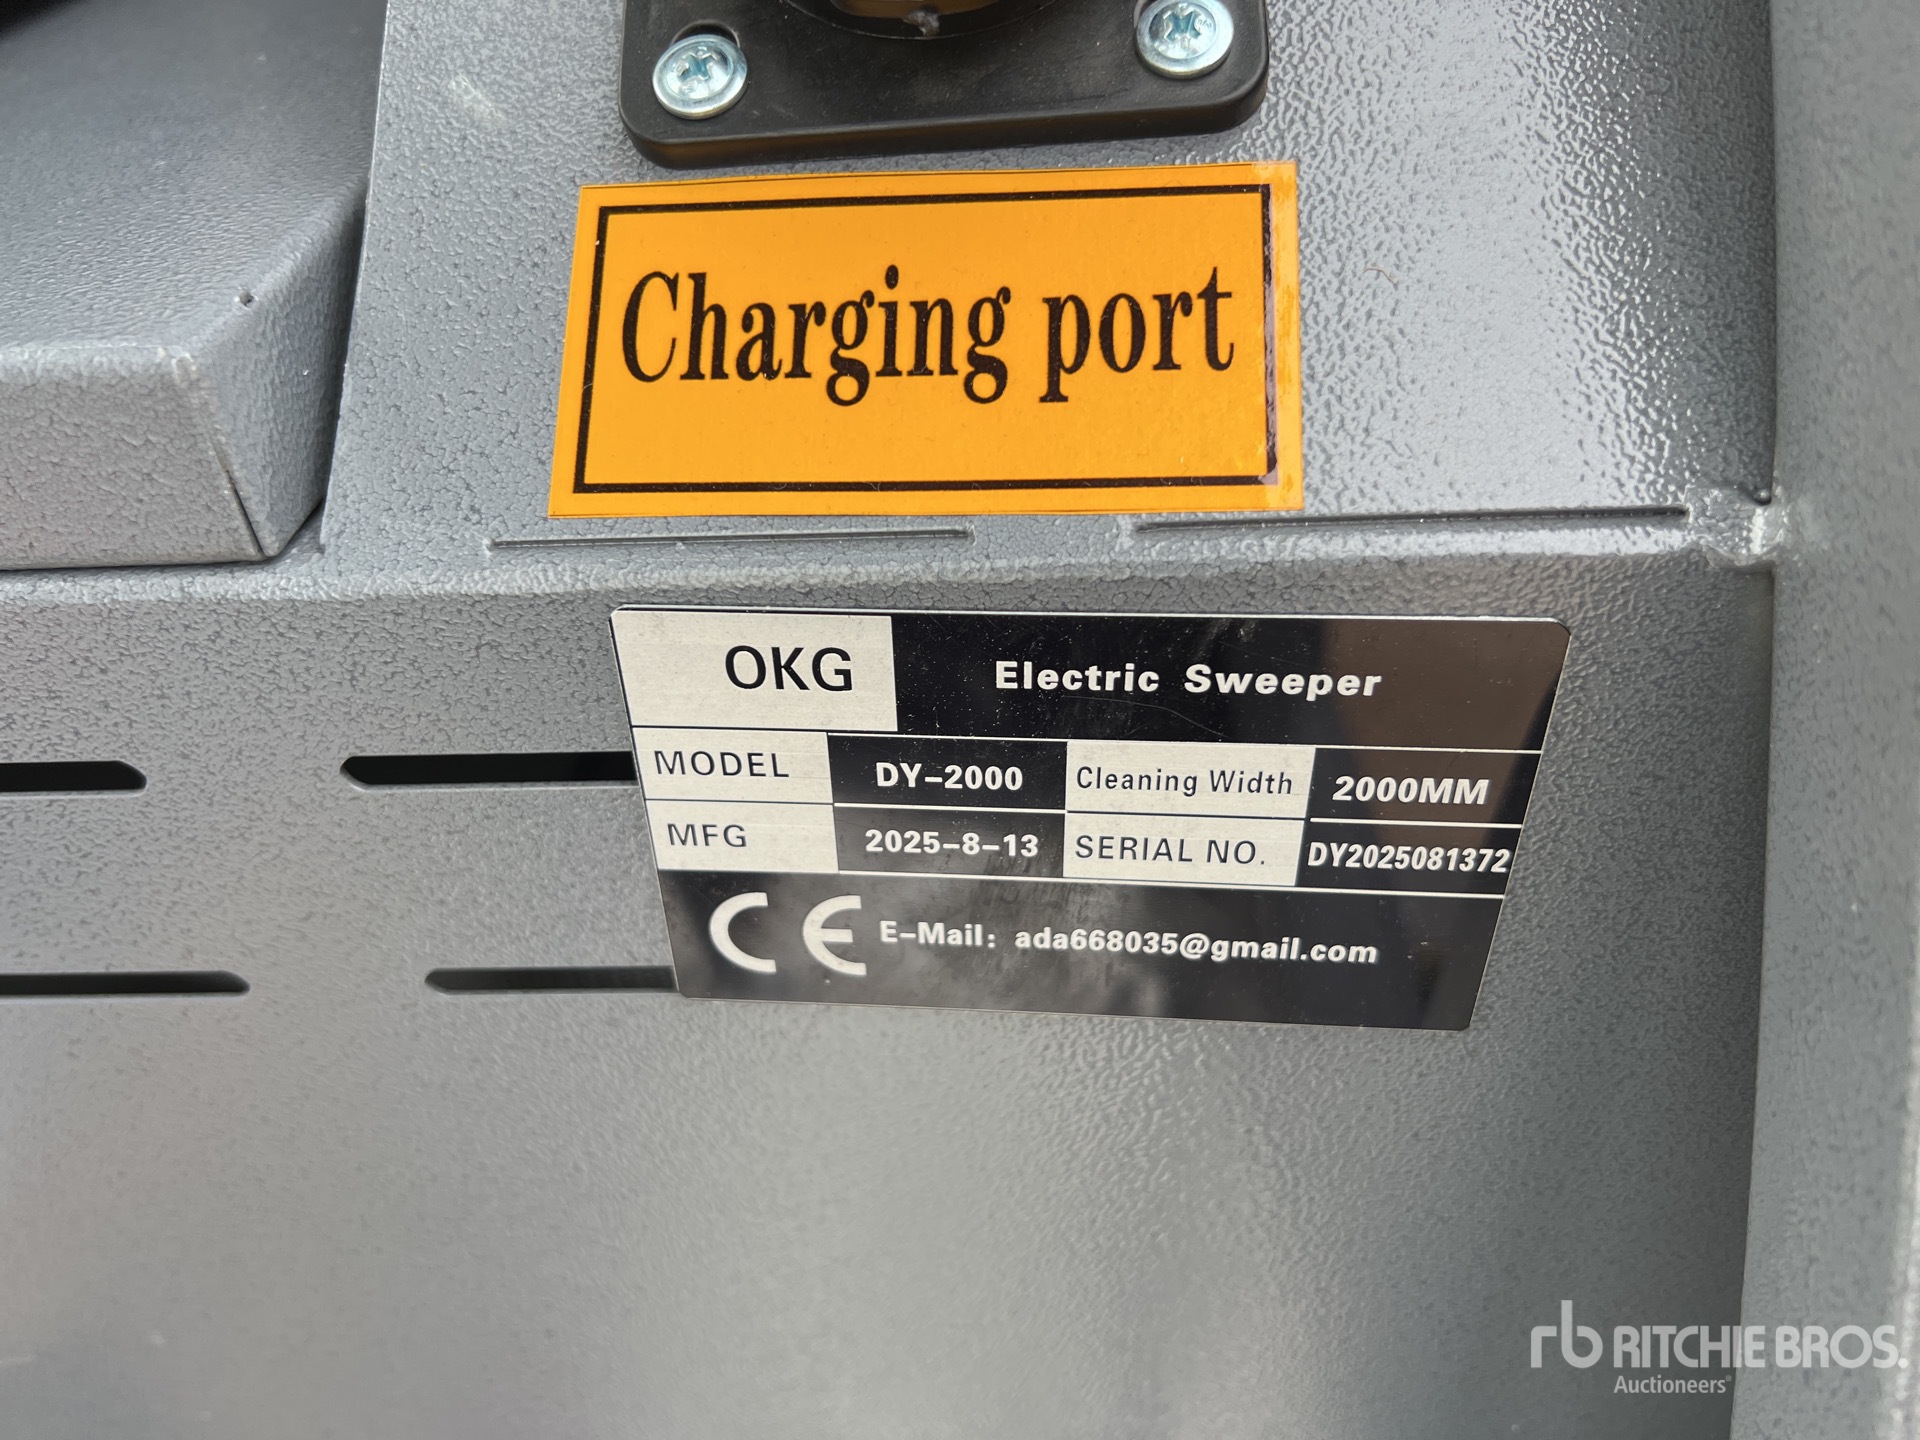 Charging port
OKG Electric Sweeper
MODEL DY-2000 Cleaning Width 2000MM
MFG 2025-8-13 SERIAL NO. DY2025081372
CE E-Mail: ada668035@gmail.com
rb RITCHIE BROS.
Auctioneers®